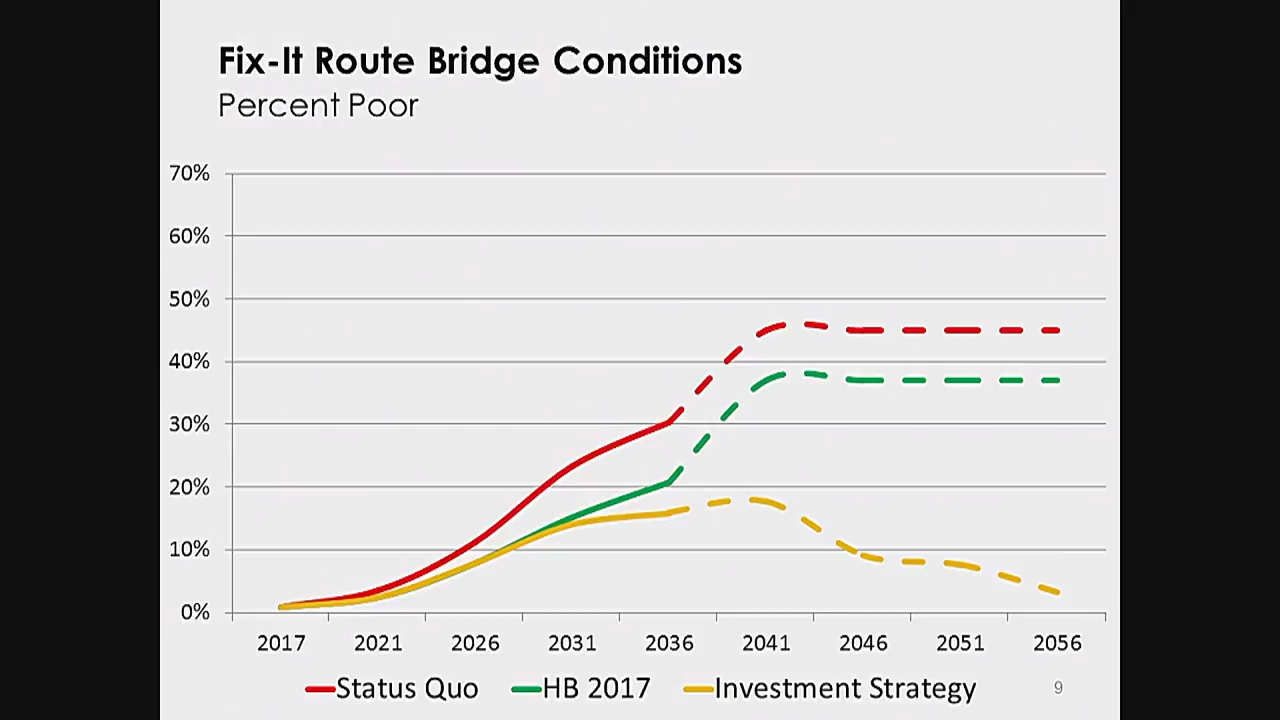 Fix-It Route Bridge Conditions
Percent Poor
70%
60%
50%
40%
30%
20%
10%
0%
2017 2021 2026 2031 2036 2041 2046 2051 2056
Status Quo HB 2017 Investment Strategy 9